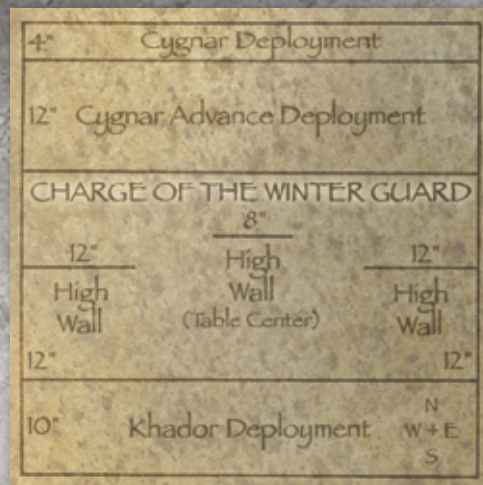 4" Cygnar Deployment
12" Cygnar Advance Deployment
CHARGE OF THE WINTER GUARD
8"
12" High 12"
High Wall High
Wall (Table Center) Wall
12" 12"
N
10" Khador Deployment W + E
S